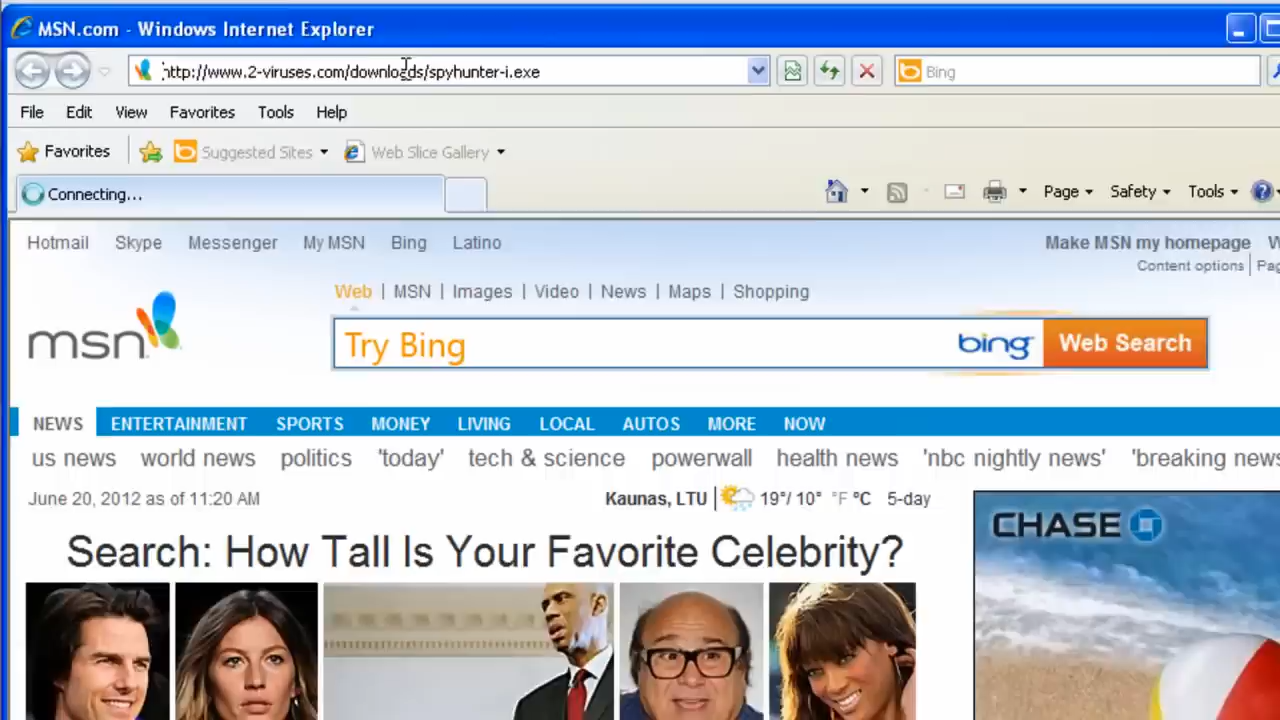 MSN.com - Windows Internet Explorer
http://www.2-viruses.com/downloads/spyhunter-i.exe
Bing
File Edit View Favorites Tools Help
Favorites Suggested Sites Web Slice Gallery
Connecting...
Page Safety Tools
Hotmail Skype Messenger My MSN Bing Latino
Make MSN my homepage
Content options
Web | MSN | Images | Video | News | Maps | Shopping
msn
Try Bing
bing
Web Search
NEWS ENTERTAINMENT SPORTS MONEY LIVING LOCAL AUTOS MORE NOW
us news world news politics 'today' tech & science powerwall health news 'nbc nightly news' 'breaking news
June 20, 2012 as of 11:20 AM
Kaunas, LTU 19°/ 10° °F °C 5-day
CHASE
Search: How Tall Is Your Favorite Celebrity?